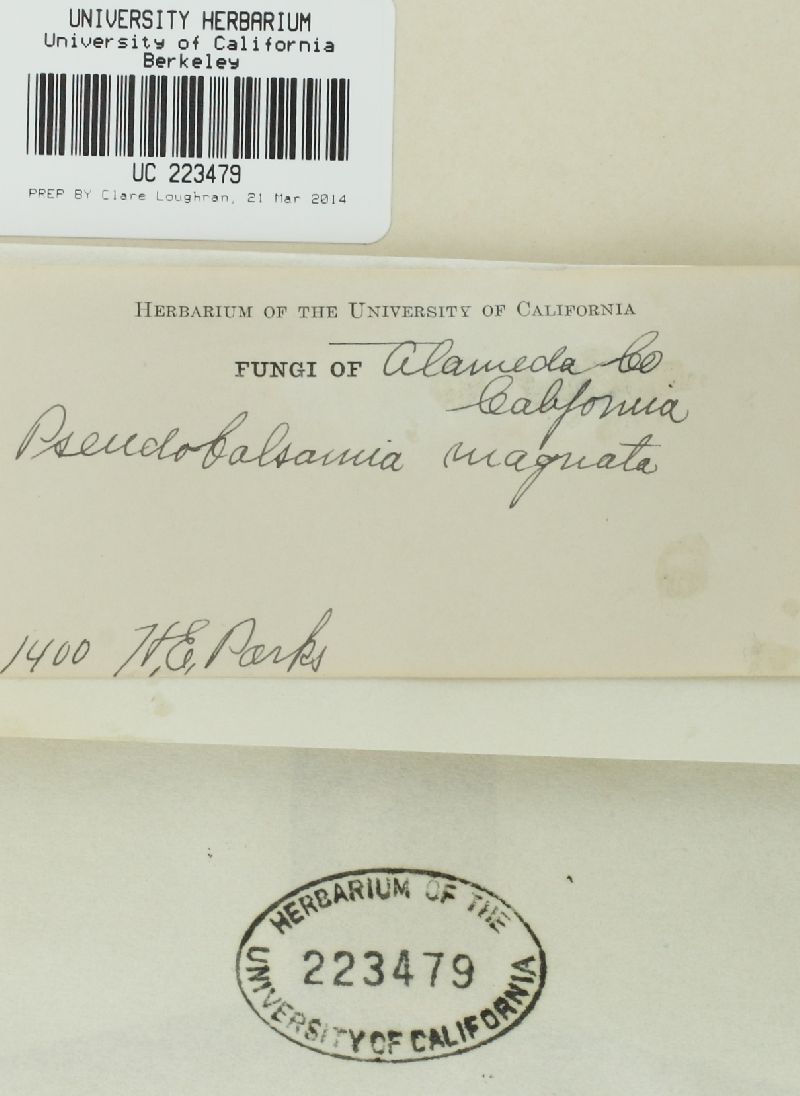 UNIVERSITY HERBARIUM
University of California
Berkeley
UC 223479
PREP BY Clare Loughran, 21 Mar 2014
HERBARIUM OF THE UNIVERSITY OF CALIFORNIA
FUNGI OF Alameda Co
California
Pseudobalsamia magnata
1400 H.E. Parks
HERBARIUM OF THE
223479
UNIVERSITY OF CALIFORNIA